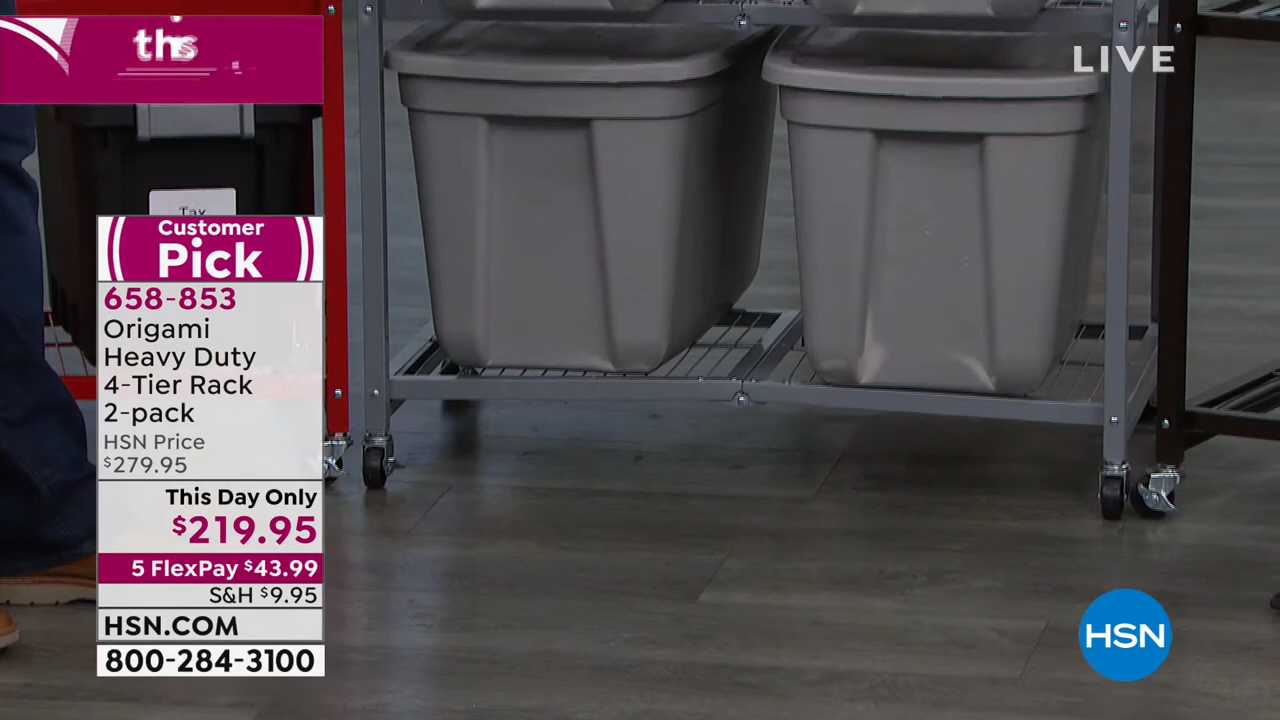 LIVE
Tax
Customer
Pick
658-853
Origami
Heavy Duty
4-Tier Rack
2-pack
HSN Price
$279.95
This Day Only
$219.95
5 FlexPay $43.99
S&H $9.95
HSN.COM
800-284-3100
HSN